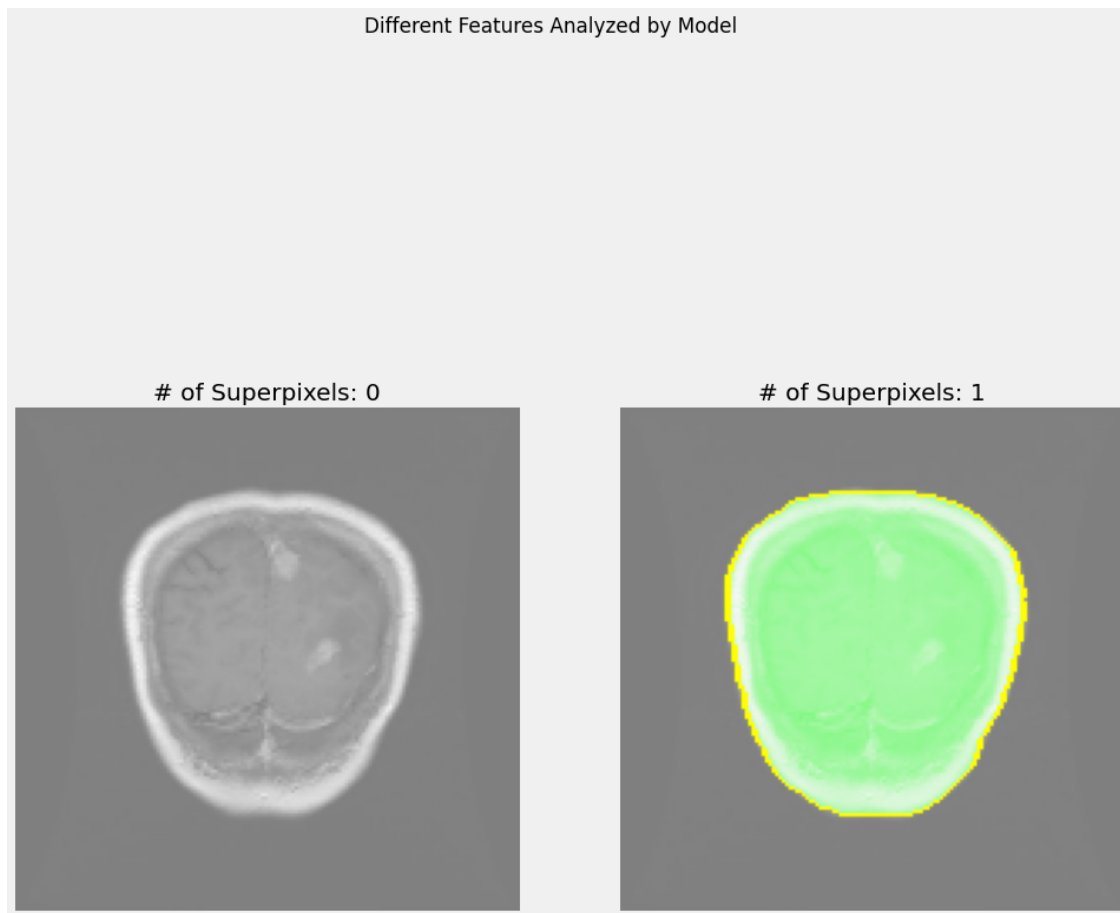 Different Features Analyzed by Model
# of Superpixels: 0
# of Superpixels: 1